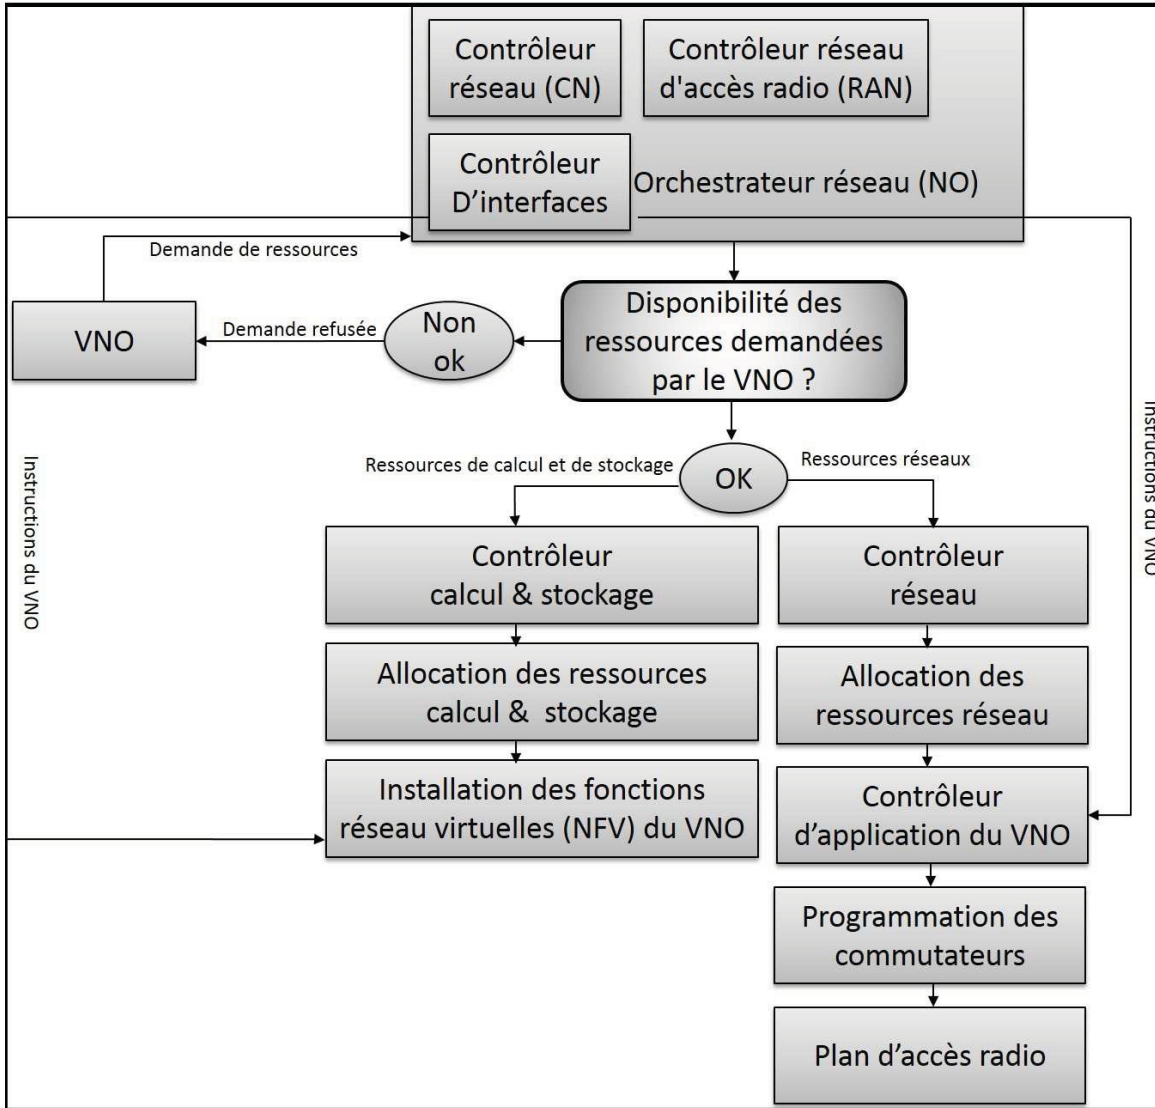 Contrôleur
réseau (CN)
Contrôleur réseau
d'accès radio (RAN)
Contrôleur
D’interfaces
Orchestrateur réseau (NO)
Demande de ressources
VNO
Demande refusée
Non
ok
Disponibilité des
ressources demandées
par le VNO ?
Ressources de calcul et de stockage
OK
Ressources réseaux
Instructions du VNO
Instructions du VNO
Contrôleur
calcul & stockage
Contrôleur
réseau
Allocation des ressources
calcul & stockage
Allocation des
ressources réseau
Installation des fonctions
réseau virtuelles (NFV) du VNO
Contrôleur
d’application du VNO
Programmation des
commutateurs
Plan d’accès radio